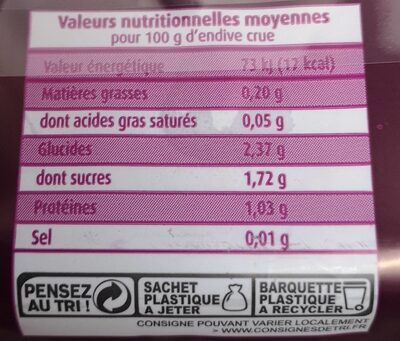 Valeurs nutritionnelles moyennes
pour 100 g d'endive crue
Valeur énergétique 73 kJ (17 kcal)
Matières grasses 0,20 g
dont acides gras saturés 0,05 g
Glucides 2,37 g
dont sucres 1,72 g
Protéines 1,03 g
Sel 0,01 g
PENSEZ AU TRI !
SACHET PLASTIQUE A JETER
BARQUETTE PLASTIQUE A RECYCLER
CONSIGNE POUVANT VARIER LOCALEMENT
> WWW.CONSIGNESDETRI.FR